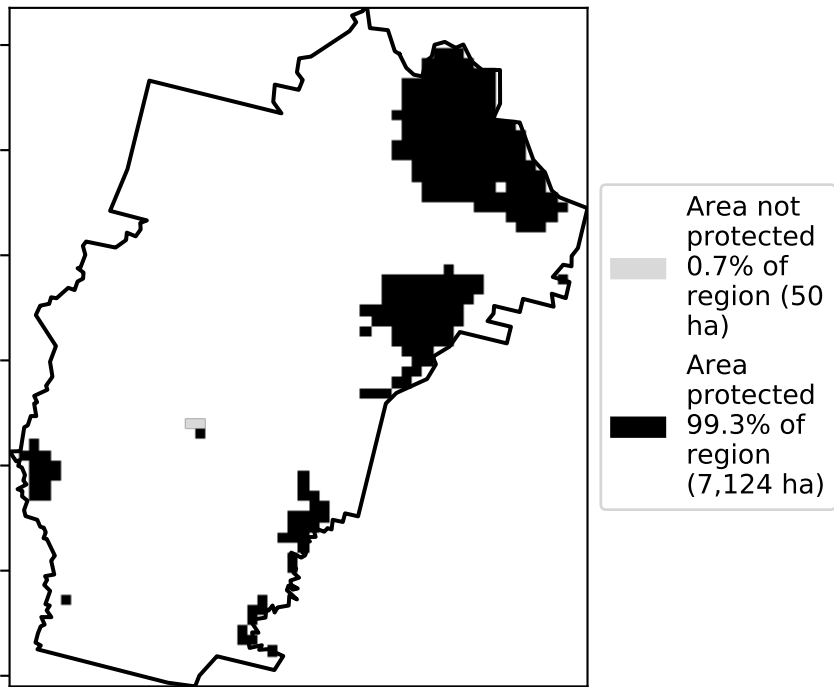 Area not
protected
0.7% of
region (50
ha)
Area
protected
99.3% of
region
(7,124 ha)